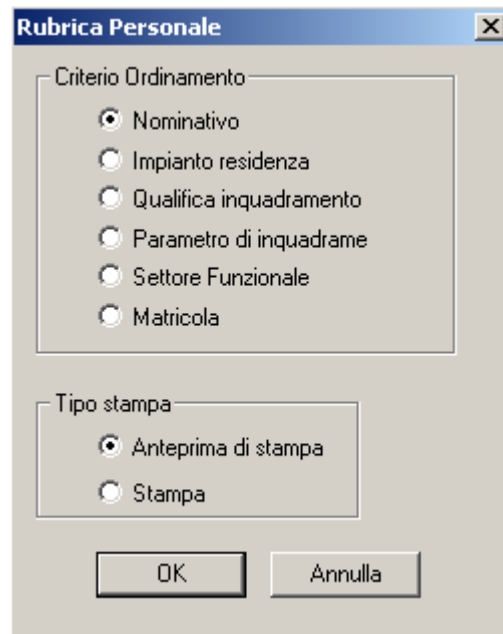 Rubrica Personale
Criterio Ordinamento
Nominativo
Impianto residenza
Qualifica inquadramento
Parametro di inquadrame
Settore Funzionale
Matricola
Tipo stampa
Anteprima di stampa
Stampa
OK Annulla